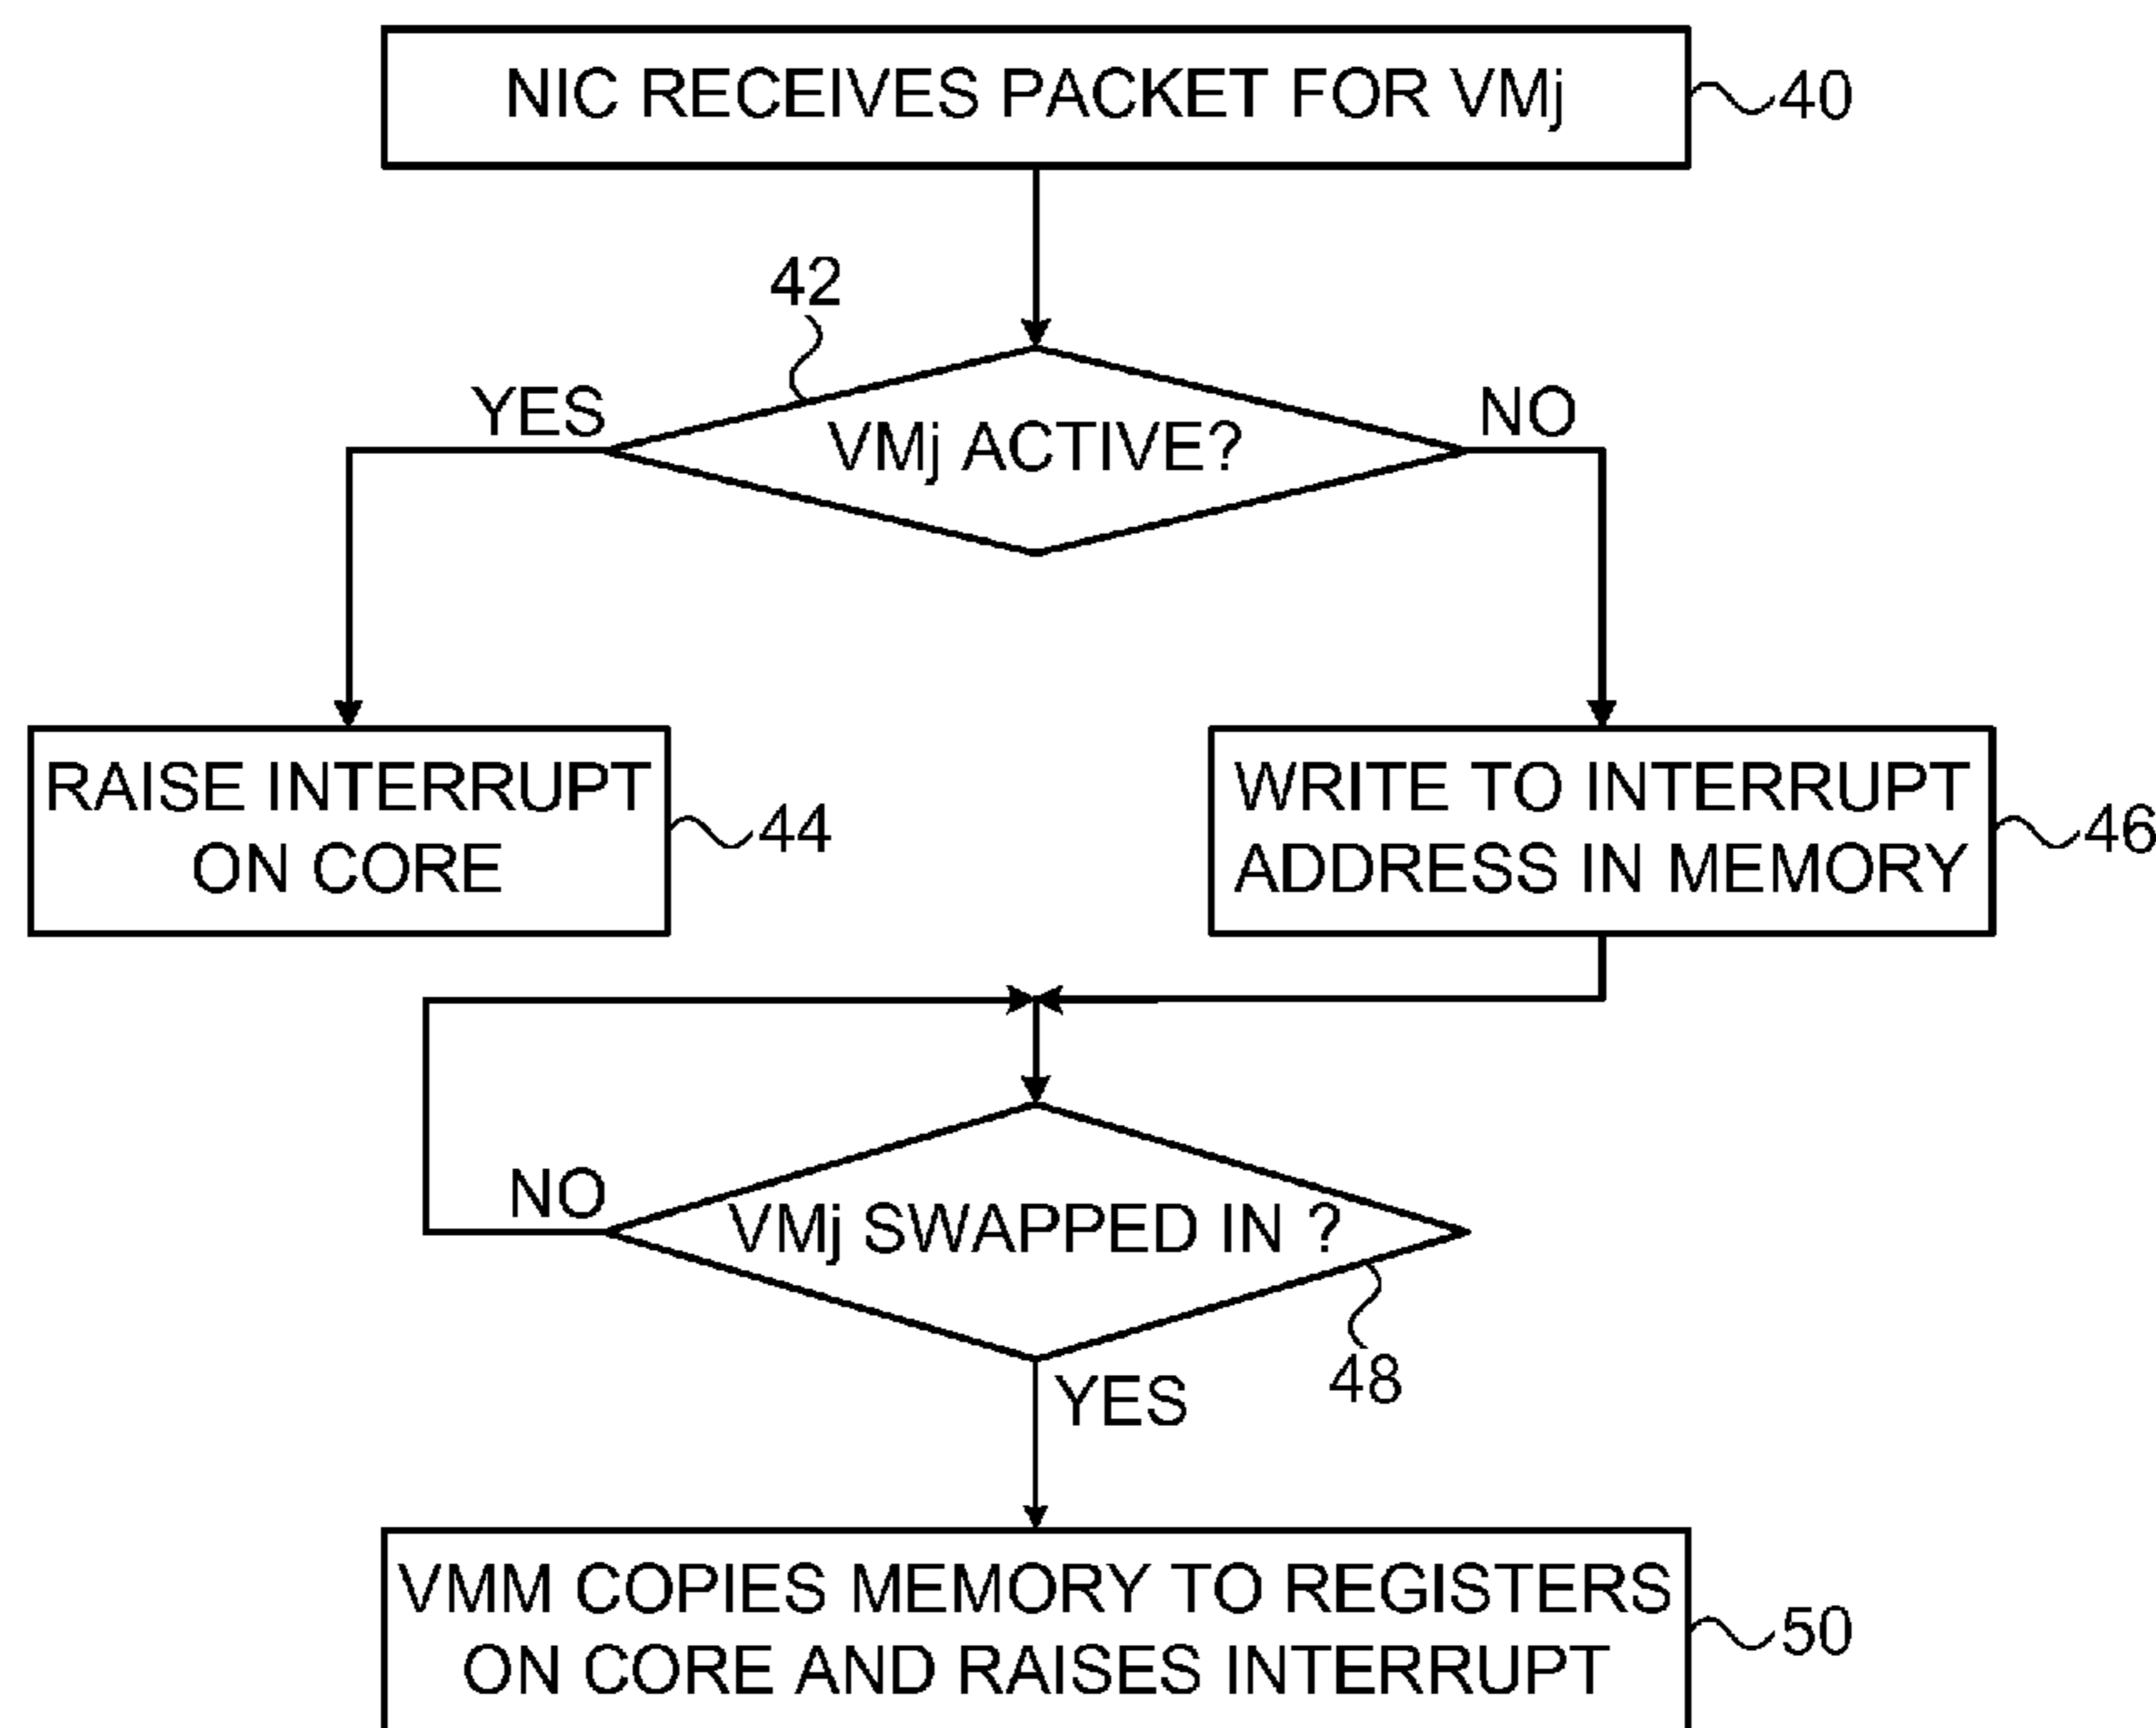 NIC RECEIVES PACKET FOR VMj
40
42
YES
NO
VMj ACTIVE?
RAISE INTERRUPT
ON CORE
44
WRITE TO INTERRUPT
ADDRESS IN MEMORY
46
NO
VMj SWAPPED IN ?
48
YES
VMM COPIES MEMORY TO REGISTERS
ON CORE AND RAISES INTERRUPT
50